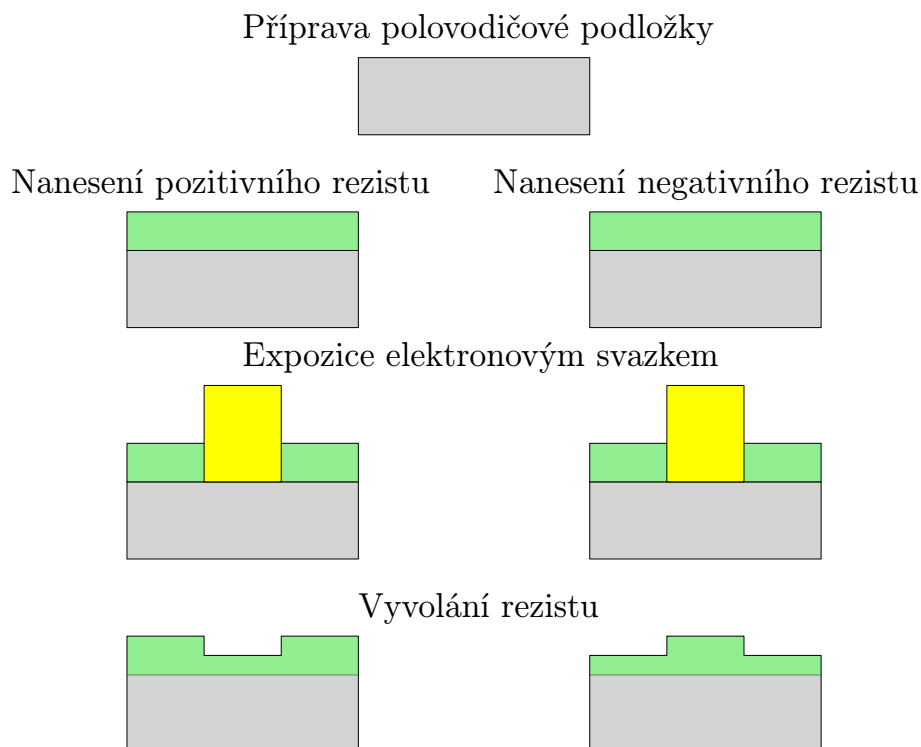 Příprava polovodičové podložky
Nanesení pozitivního rezistu
Nanesení negativního rezistu
Expozice elektronovým svazkem
Vyvolání rezistu